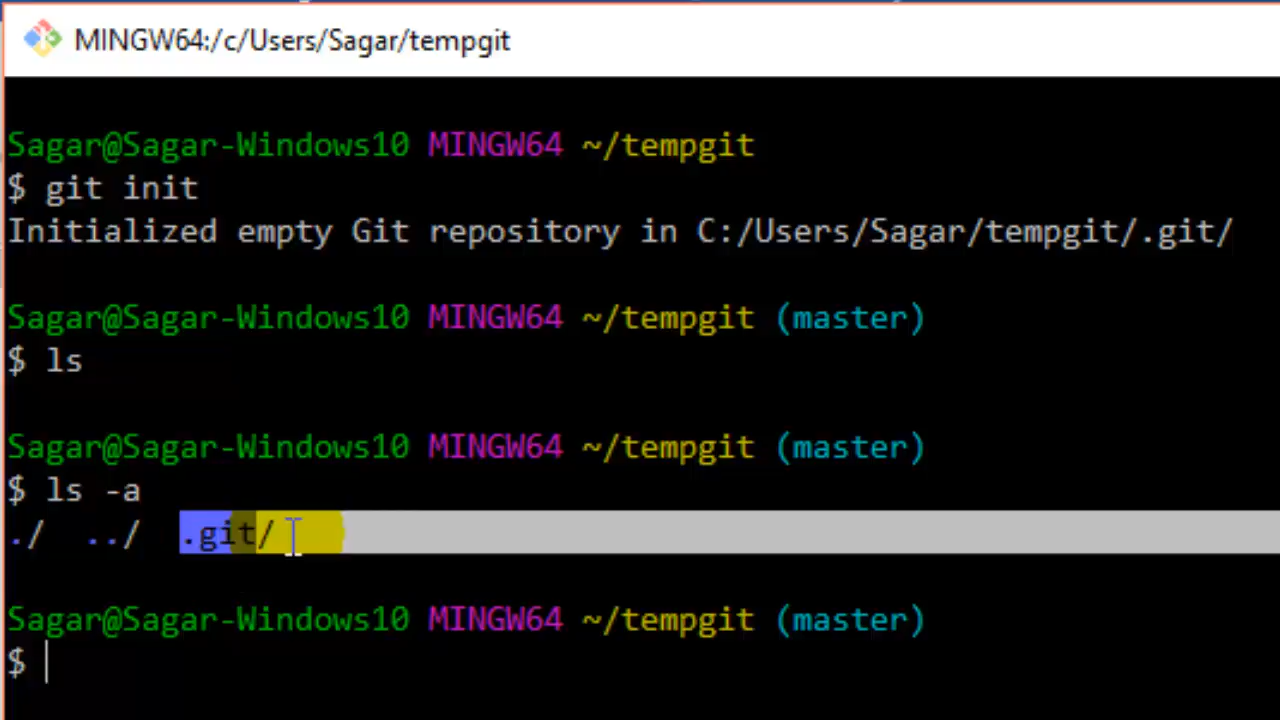 MINGW64:/c/Users/Sagar/tempgit
Sagar@Sagar-Windows10 MINGW64 ~/tempgit
$ git init
Initialized empty Git repository in C:/Users/Sagar/tempgit/.git/
Sagar@Sagar-Windows10 MINGW64 ~/tempgit (master)
$ ls
Sagar@Sagar-Windows10 MINGW64 ~/tempgit (master)
$ ls -a
./ ../ .git/
Sagar@Sagar-Windows10 MINGW64 ~/tempgit (master)
$